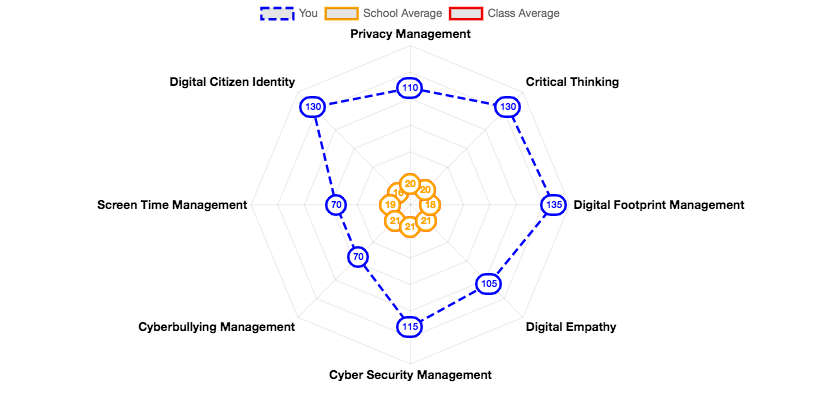 You School Average Class Average
Privacy Management
Digital Citizen Identity Critical Thinking
130 110 130
20
16 20
Screen Time Management 70 19 18 135 Digital Footprint Management
21 21
21
70 105
115
Cyberbullying Management Digital Empathy
Cyber Security Management